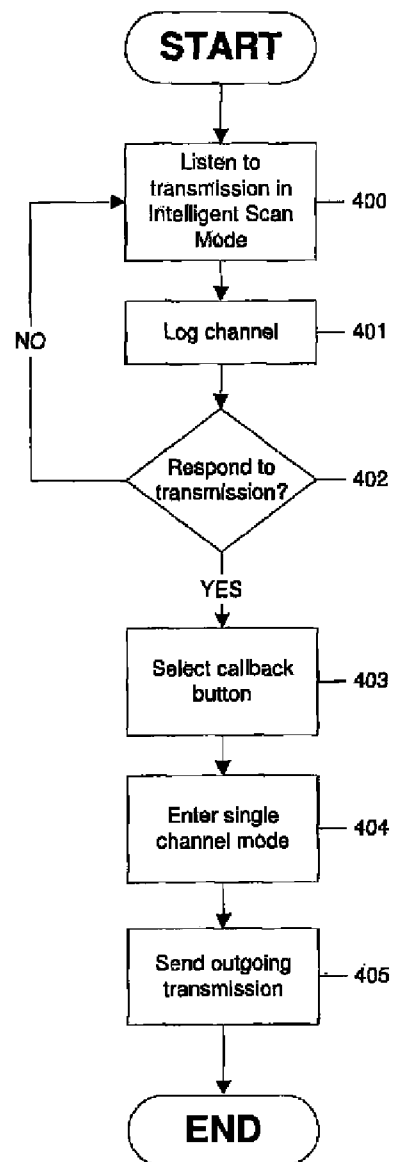 START
Listen to
transmission in
Intelligent Scan
Mode
400
Log channel
401
NO
Respond to
transmission?
402
YES
Select callback
button
403
Enter single
channel mode
404
Send outgoing
transmission
405
END